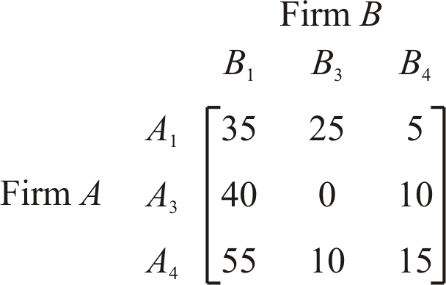 Firm B
B₁ B₃ B₄
A₁ 35 25 5
Firm A A₃ 40 0 10
A₄ 55 10 15